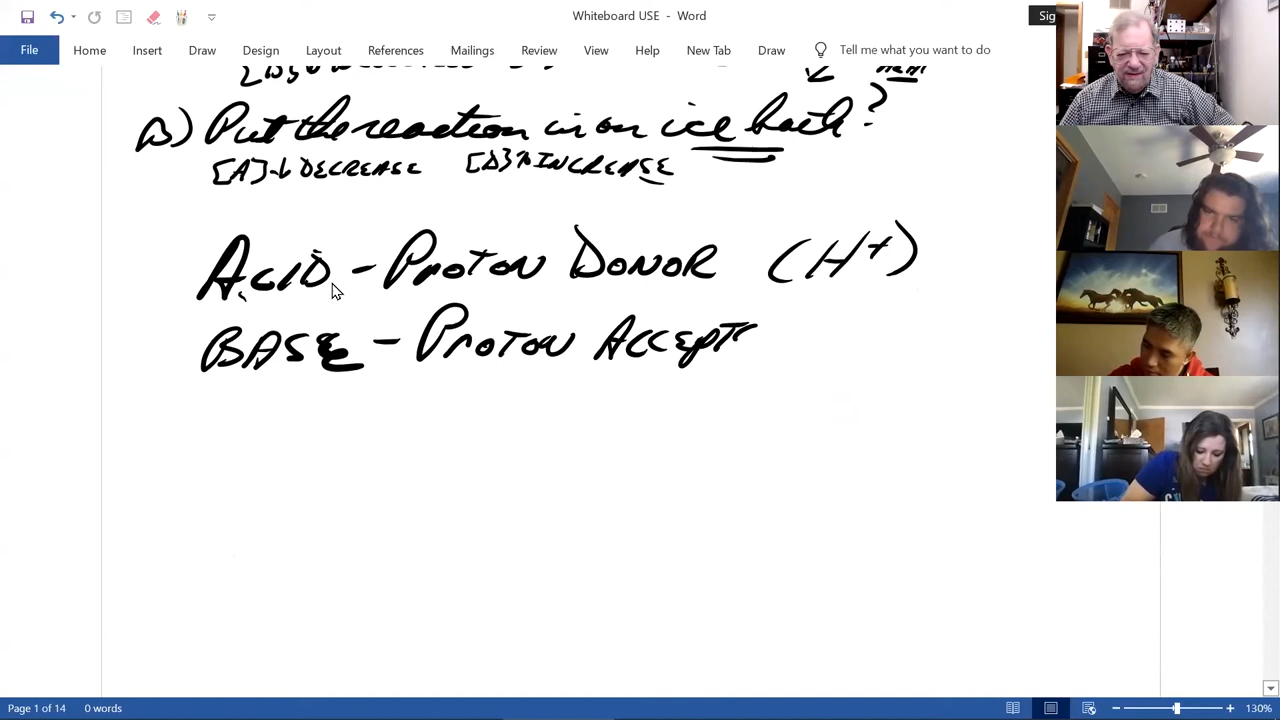 Whiteboard USE - Word
Sig
File Home Insert Draw Design Layout References Mailings Review View Help New Tab Draw Tell me what you want to do
B) Put the reaction in an ice bath?
[A]↓DECREASE [D]↑INCREASE
ACID - PROTON DONOR (H+)
BASE - PROTON ACCEPT
Page 1 of 14 0 words 130%